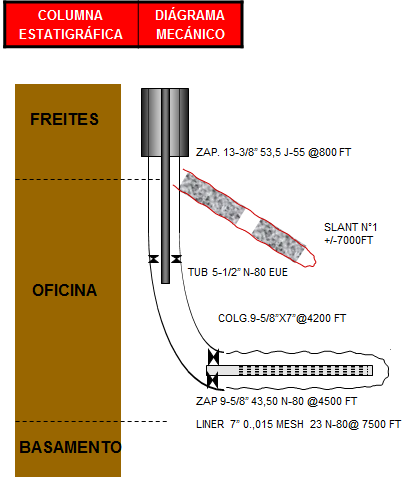 COLUMNA
ESTATIGRÁFICA
DIÁGRAMA
MECÁNICO
FREITES
ZAP. 13-3/8” 53,5 J-55 @800 FT
SLANT N°1
+/-7000FT
TUB 5-1/2” N-80 EUE
OFICINA
COLG.9-5/8”X7”@4200 FT
ZAP 9-5/8” 43,50 N-80 @4500 FT
LINER 7” 0.,015 MESH 23 N-80@ 7500 FT
BASAMENTO